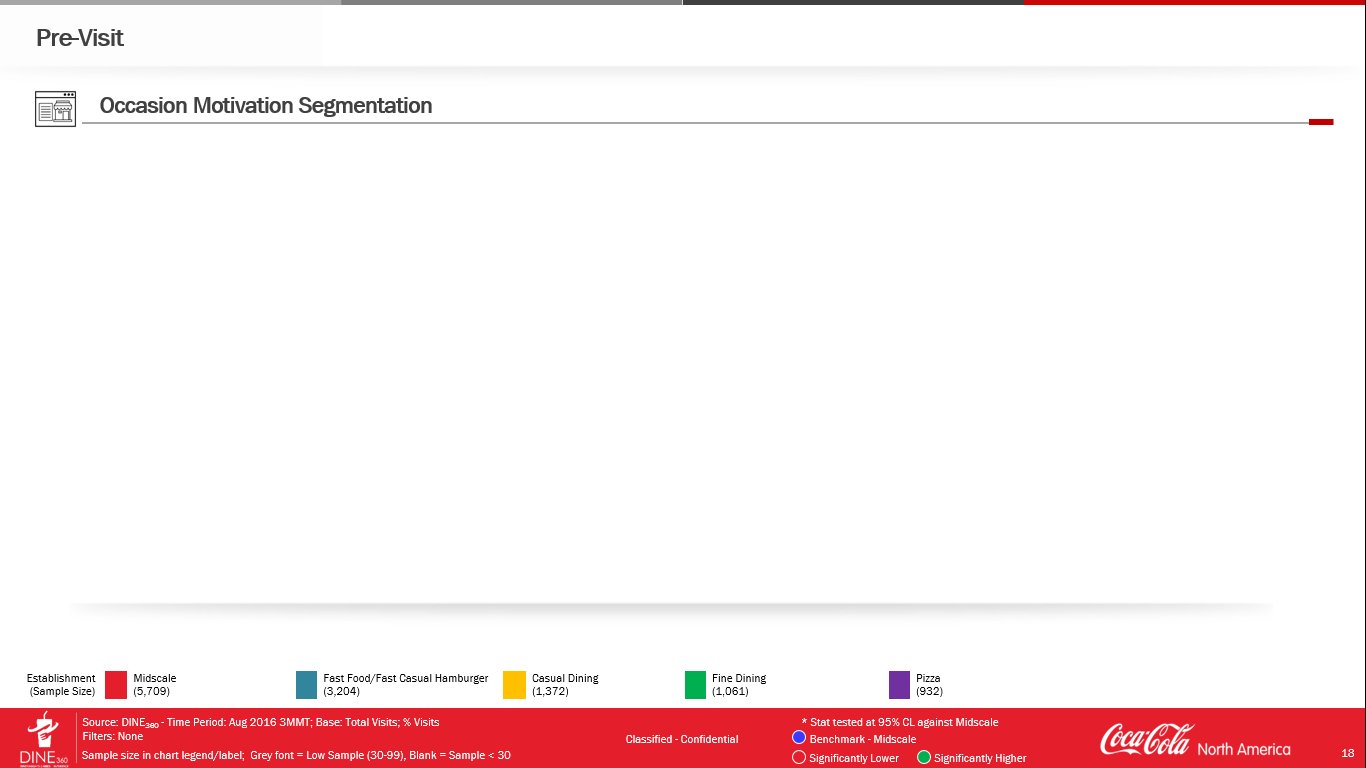 Pre-Visit
Occasion Motivation Segmentation
Establishment
(Sample Size)
Midscale
(5,709)
Fast Food/Fast Casual Hamburger
(3,204)
Casual Dining
(1,372)
Fine Dining
(1,061)
Pizza
(932)
Source: DINE360 - Time Period: Aug 2016 3MMT; Base: Total Visits; % Visits
Filters: None
Sample size in chart legend/label;  Grey font = Low Sample (30-99), Blank = Sample < 30
DINE360
Classified - Confidential
* Stat tested at 95% CL against Midscale
Benchmark - Midscale
Significantly Lower
Significantly Higher
Coca-Cola North America
18